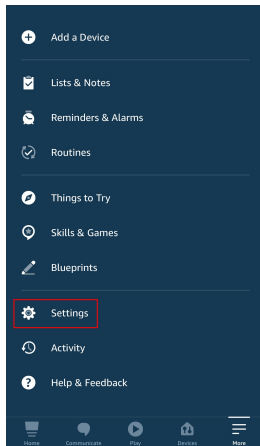 Add a Device
Lists & Notes
Reminders & Alarms
Routines
Things to Try
Skills & Games
Blueprints
Settings
Activity
Help & Feedback
Home Communicate Play Devices More